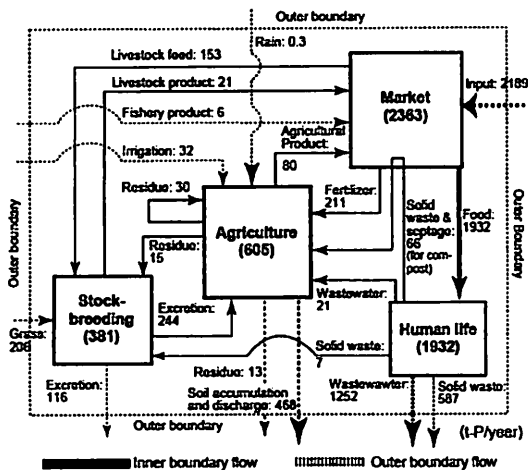 Outer boundary
Rain: 0.3
Livestock feed: 153
Livestock product: 21
Market
(2363)
Input: 2189
Fishery product: 6
Agricultural
Product:
80
Irrigation: 32
Residue: 30
Fertilizer:
211
Solid
waste &
septage:
66
(for com-
post)
Food:
1932
Outer Boundary
Outer boundary
Agriculture
(605)
Residue:
15
Stock-
breeding
(381)
Excretion:
244
Wastewater:
21
Human life
(1932)
Grass:
206
Solid waste:
7
Excretion:
116
Residue: 13
Soil accumulation
and discharge: 468
Wastewawter:
1252
Solid waste:
587
Outer boundary
(t-P/year)
Inner boundary flow
Outer boundary flow